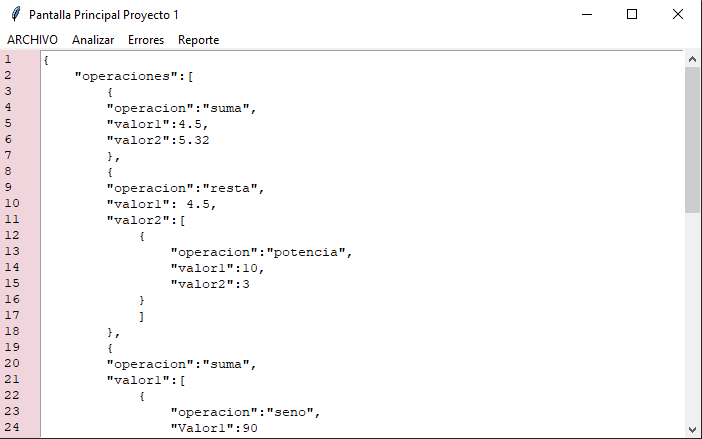 Pantalla Principal Proyecto 1
ARCHIVO Analizar Errores Reporte
1 {
2 "operaciones":[
3 {
4 "operacion":"suma",
5 "valor1":4.5,
6 "valor2":5.32
7 },
8 {
9 "operacion":"resta",
10 "valor1": 4.5,
11 "valor2":[
12 {
13 "operacion":"potencia",
14 "valor1":10,
15 "valor2":3
16 }
17 ]
18 },
19 {
20 "operacion":"suma",
21 "valor1":[
22 {
23 "operacion":"seno",
24 "Valor1":90